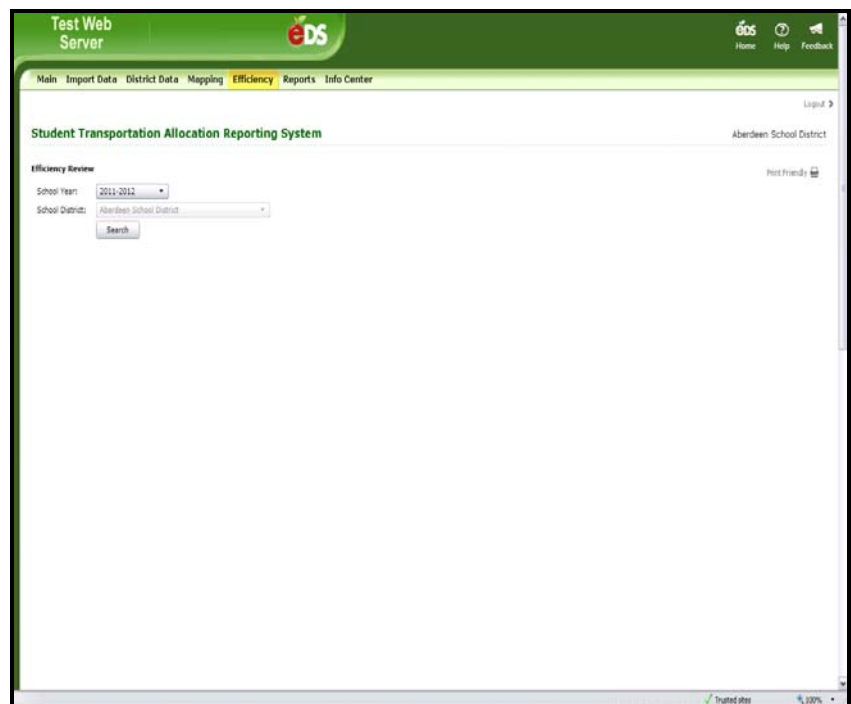 Test Web
Server
eDS
eDS
Home Help Feedback
Main Import Data District Data Mapping Efficiency Reports Info Center
Logout
Student Transportation Allocation Reporting System
Aberdeen School District
Efficiency Review
Print Friendly
School Year: 2011-2012
School District: Aberdeen School District
Search
Trusted sites 100%